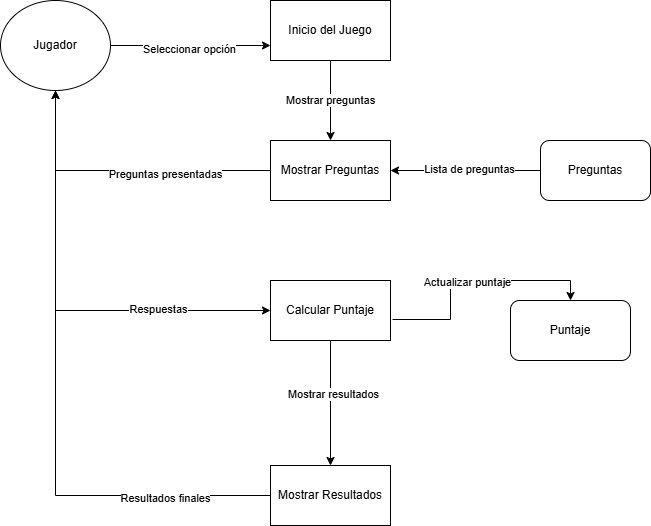 Jugador
Seleccionar opción
Inicio del Juego
Mostrar preguntas
Preguntas presentadas
Mostrar Preguntas
Lista de preguntas
Preguntas
Respuestas
Calcular Puntaje
Actualizar puntaje
Puntaje
Mostrar resultados
Resultados finales
Mostrar Resultados